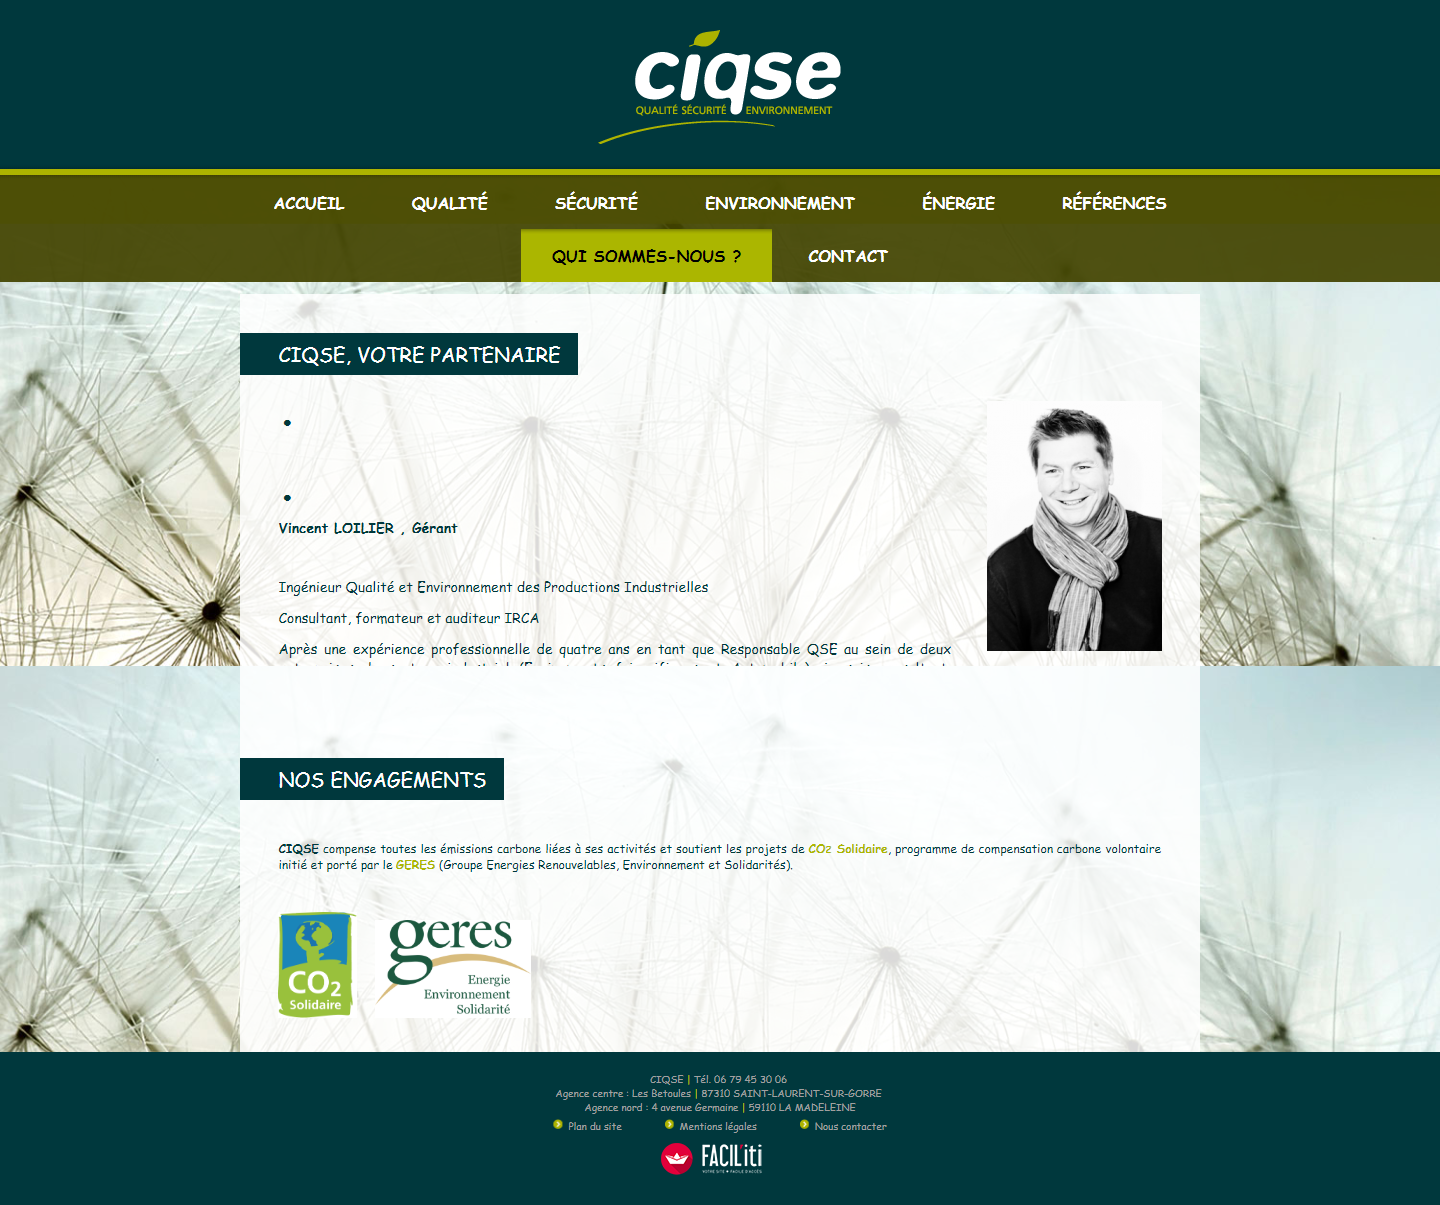 ciqse
QUALITÉ SÉCURITÉ ENVIRONNEMENT
ACCUEIL QUALITÉ SÉCURITÉ ENVIRONNEMENT ÉNERGIE RÉFÉRENCES
QUI SOMMES-NOUS ? CONTACT
CIQSE, VOTRE PARTENAIRE
Vincent LOILIER , Gérant
Ingénieur Qualité et Environnement des Productions Industrielles
Consultant, formateur et auditeur IRCA
Après une expérience professionnelle de quatre ans en tant que Responsable QSE au sein de deux
NOS ENGAGEMENTS
CIQSE compense toutes les émissions carbone liées à ses activités et soutient les projets de CO2 Solidaire, programme de compensation carbone volontaire
initié et porté par le GERES (Groupe Energies Renouvelables, Environnement et Solidarités).
CO2
Solidaire
geres
Energie
Environnement
Solidarité
CIQSE | Tél. 06 79 45 30 06
Agence centre : Les Betoules | 87310 SAINT-LAURENT-SUR-GORRE
Agence nord : 4 avenue Germaine | 59110 LA MADELEINE
Plan du site Mentions légales Nous contacter
FACIL'iti
VOTRE SITE + FACILE D'ACCÈS